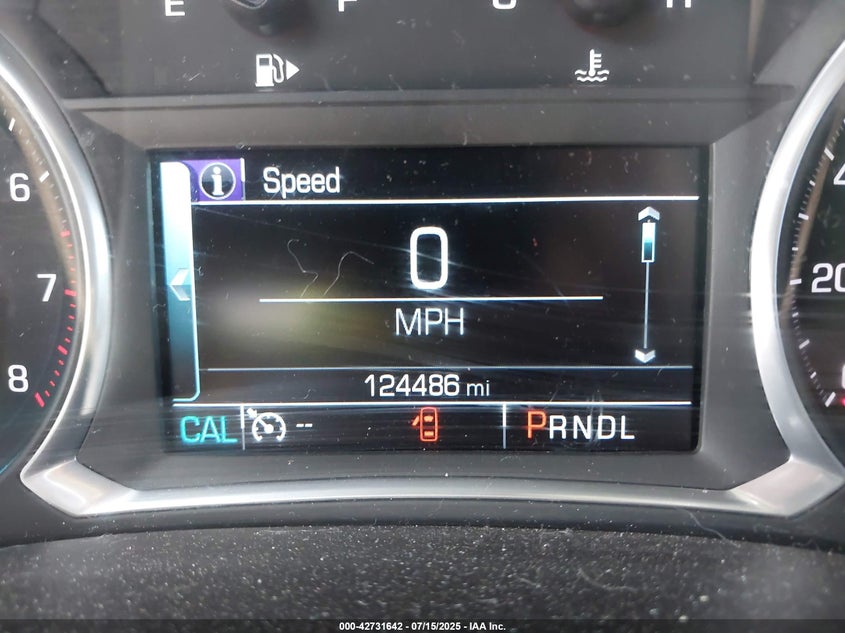 E F C H
Speed
6
0
7
20
MPH
8
124486 mi
CAL -- PRNDL
000-42731642 - 07/15/2025 - IAA Inc.